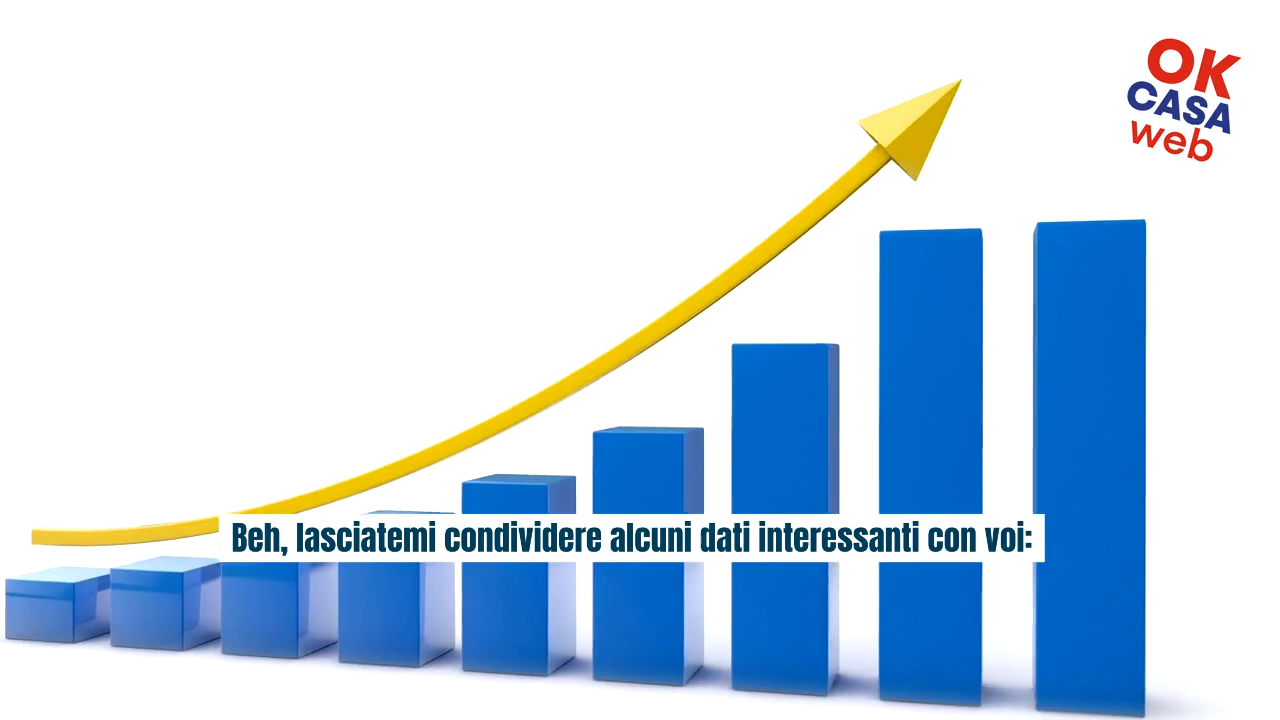 OK
CASA
web
Beh, lasciatemi condividere alcuni dati interessanti con voi: